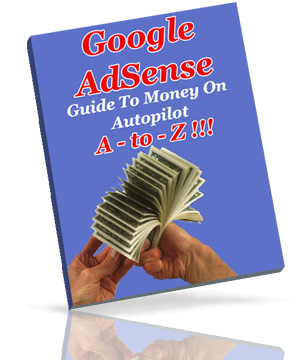 Google
AdSense
Guide To Money On
Autopilot
A - to - Z !!!